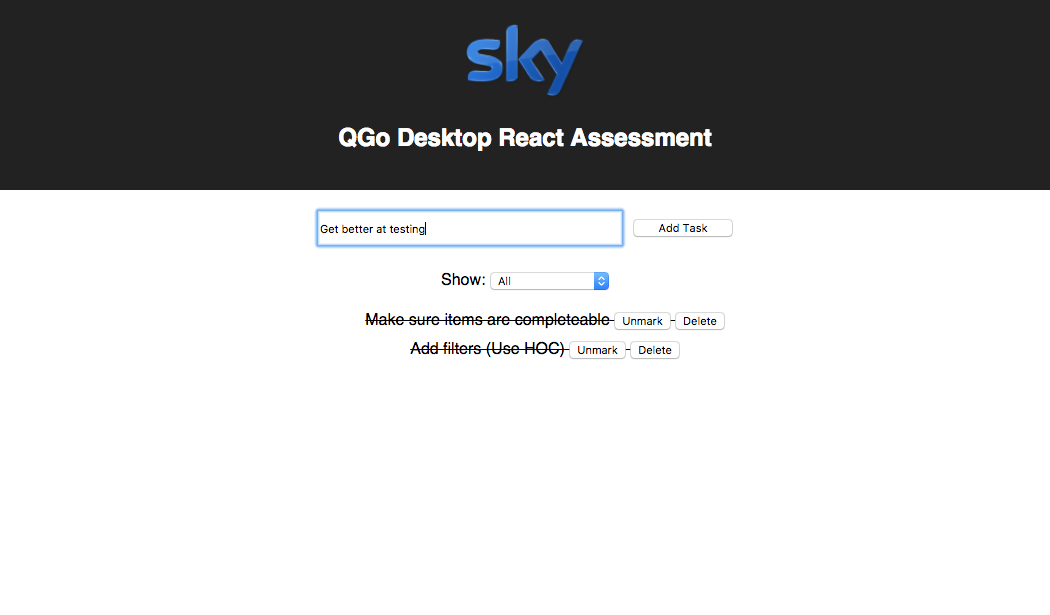 sky
QGo Desktop React Assessment
Get better at testing Add Task
Show: All
Make sure items are completeable Unmark Delete
Add filters (Use HOC) Unmark Delete